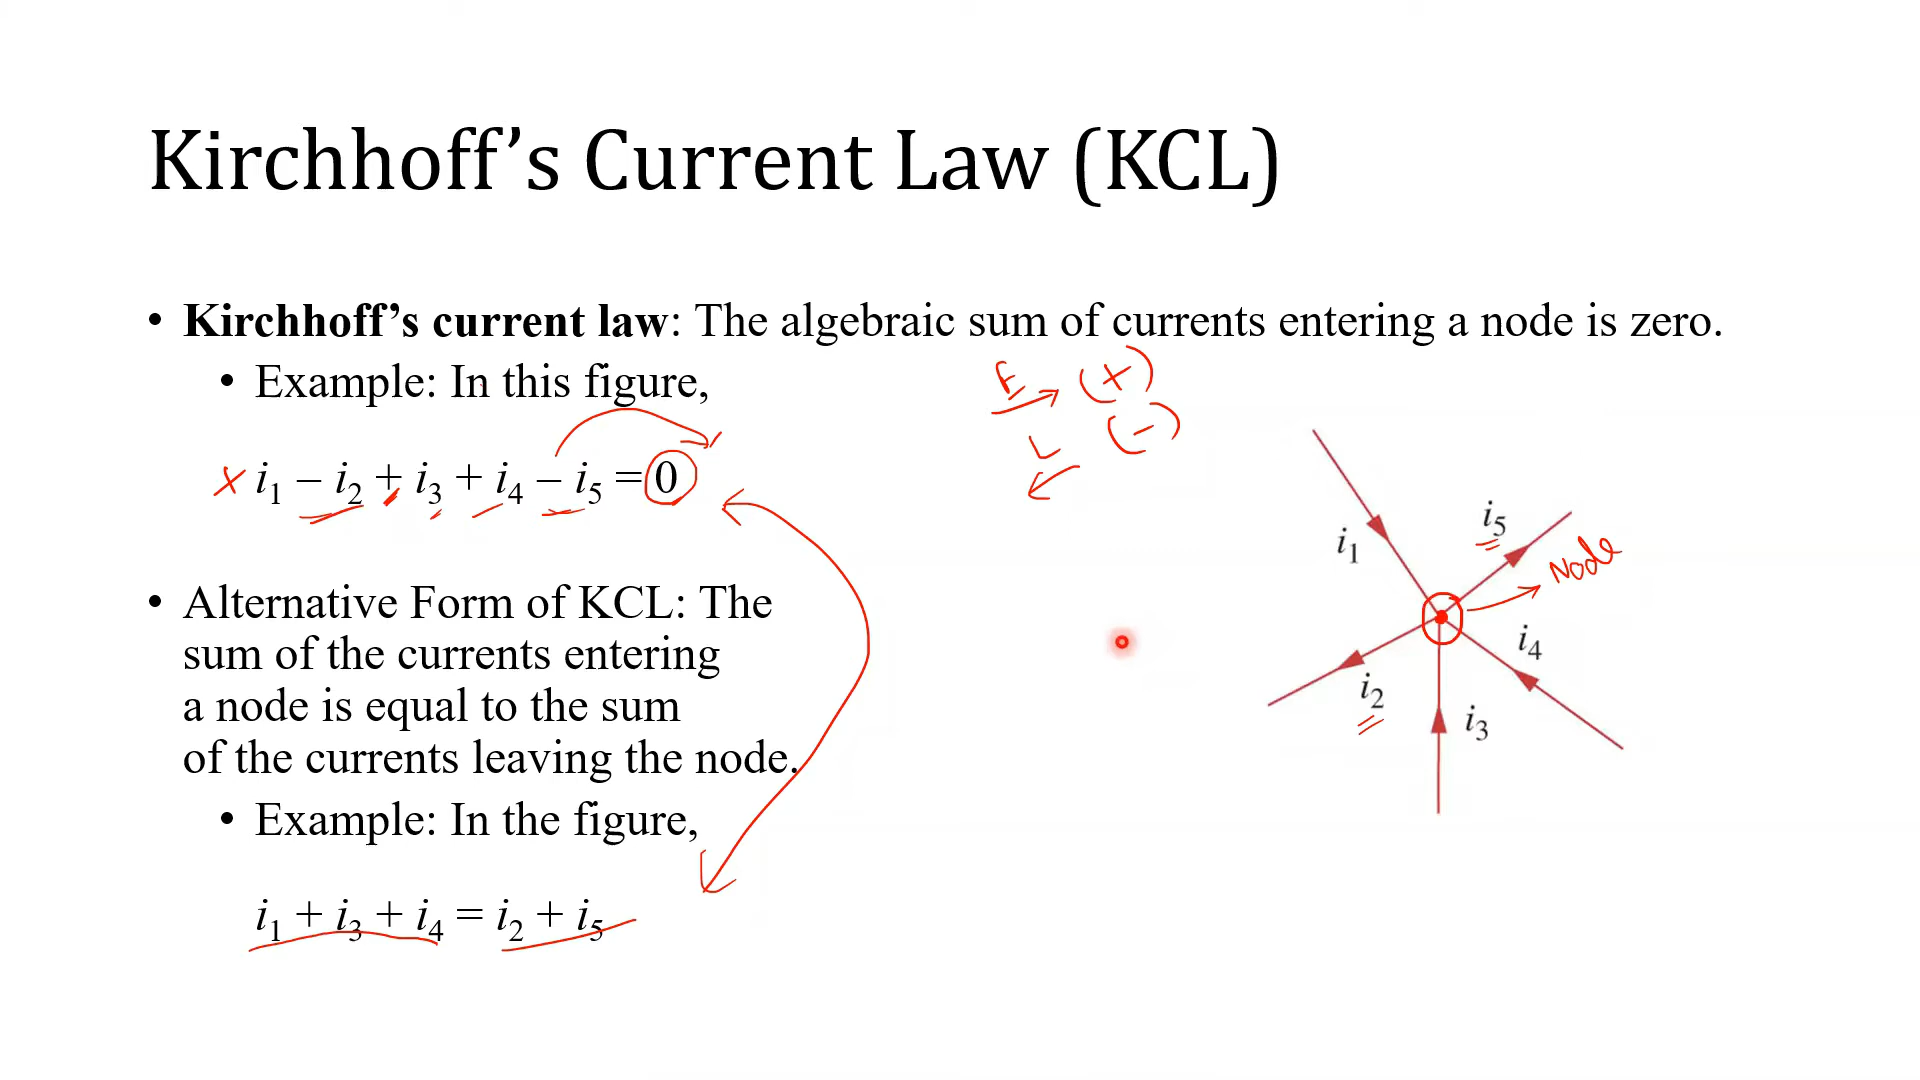 Kirchhoff’s Current Law (KCL)
• Kirchhoff’s current law: The algebraic sum of currents entering a node is zero.
• Example: In this figure,
E (+)
L (-)
+ i₁ – i₂ + i₃ + i₄ – i₅ = 0
• Alternative Form of KCL: The
sum of the currents entering
a node is equal to the sum
of the currents leaving the node.
• Example: In the figure,
i₁ + i₃ + i₄ = i₂ + i₅
i₁
i₅
Node
i₄
i₂
i₃